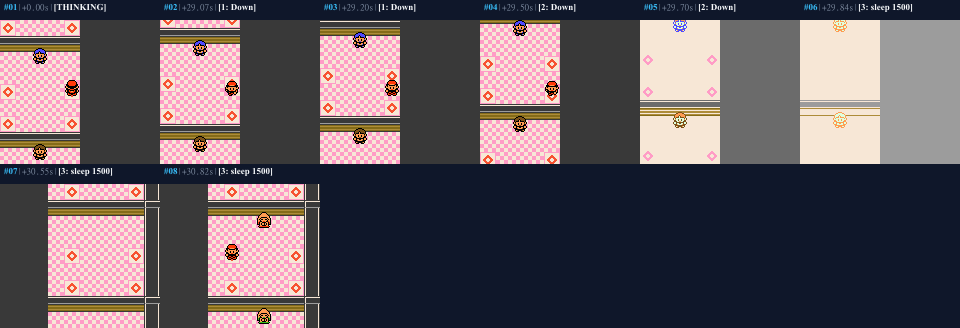 #01|+0.00s|[THINKING]
#02|+29.07s|[1: Down]
#03|+29.20s|[1: Down]
#04|+29.50s|[2: Down]
#05|+29.70s|[2: Down]
#06|+29.84s|[3: sleep 1500]
#07|+30.55s|[3: sleep 1500]
#08|+30.82s|[3: sleep 1500]